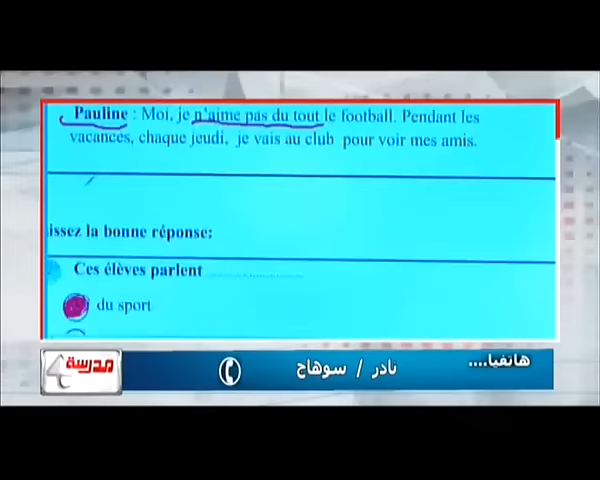 Pauline : Moi, je n'aime pas du tout le football. Pendant les
vacances, chaque jeudi, je vais au club pour voir mes amis.
issez la bonne réponse:
Ces élèves parlent ........................
du sport
هاتفيا....
نادر / سوهاج
مدرسة